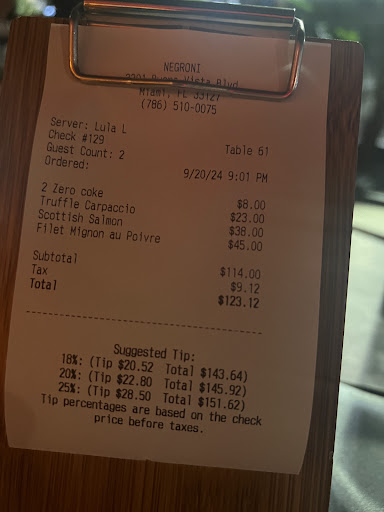 NEGRONI
Vista Blvd
Miami, FL 33127
(786) 510-0075
Server: Lula L
Check #129 Table 61
Guest Count: 2
Ordered: 9/20/24 9:01 PM
2 Zero coke $8.00
Truffle Carpaccio $23.00
Scottish Salmon $38.00
Filet Mignon au Poivre $45.00
Subtotal $114.00
Tax $9.12
Total $123.12
Suggested Tip:
18%: (Tip $20.52 Total $143.64)
20%: (Tip $22.80 Total $145.92)
25%: (Tip $28.50 Total $151.62)
Tip percentages are based on the check
price before taxes.